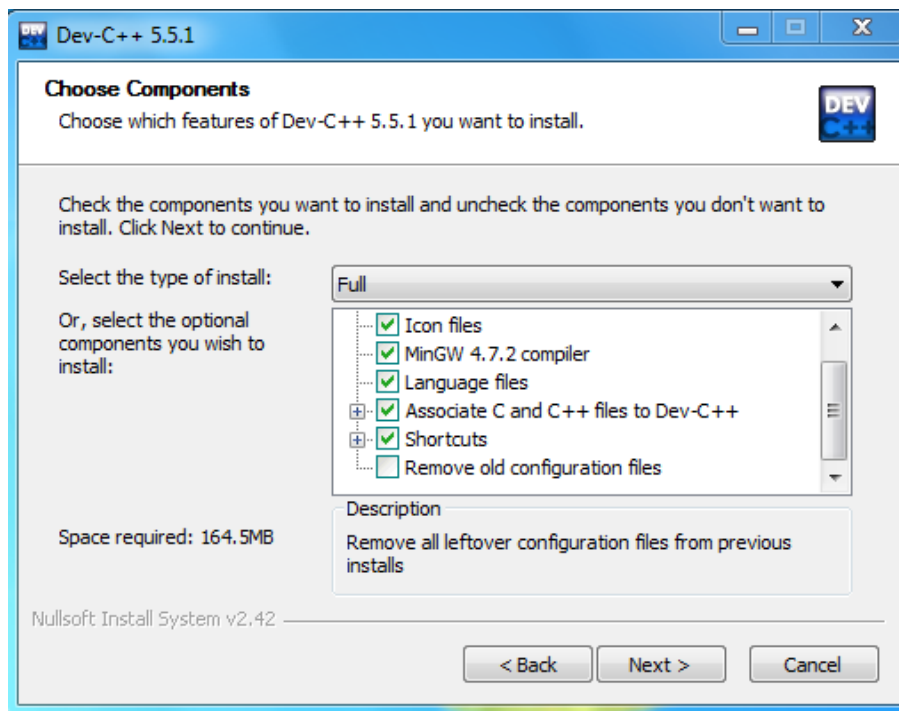 Dev-C++ 5.5.1
Choose Components
Choose which features of Dev-C++ 5.5.1 you want to install.
DEV
C++
Check the components you want to install and uncheck the components you don't want to
install. Click Next to continue.
Select the type of install:
Full
Or, select the optional
components you wish to
install:
Icon files
MinGW 4.7.2 compiler
Language files
Associate C and C++ files to Dev-C++
Shortcuts
Remove old configuration files
Space required: 164.5MB
Description
Remove all leftover configuration files from previous
installs
Nullsoft Install System v2.42
< Back
Next >
Cancel